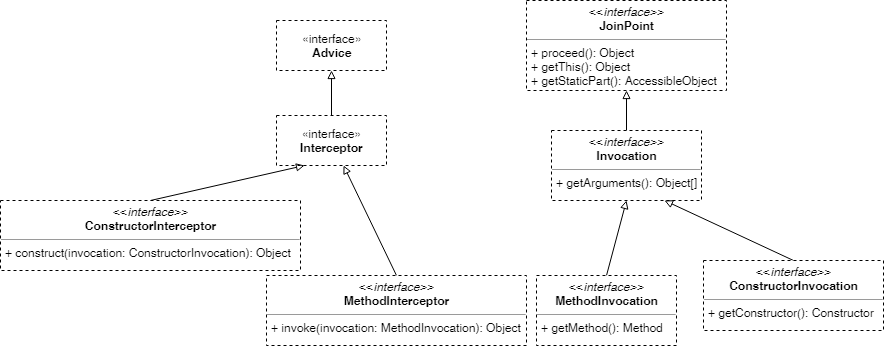 «interface»
Advice
«interface»
Interceptor
<<interface>>
ConstructorInterceptor
+ construct(invocation: ConstructorInvocation): Object
<<interface>>
MethodInterceptor
+ invoke(invocation: MethodInvocation): Object
<<interface>>
JoinPoint
+ proceed(): Object
+ getThis(): Object
+ getStaticPart(): AccessibleObject
<<interface>>
Invocation
+ getArguments(): Object[]
<<interface>>
MethodInvocation
+ getMethod(): Method
<<interface>>
ConstructorInvocation
+ getConstructor(): Constructor